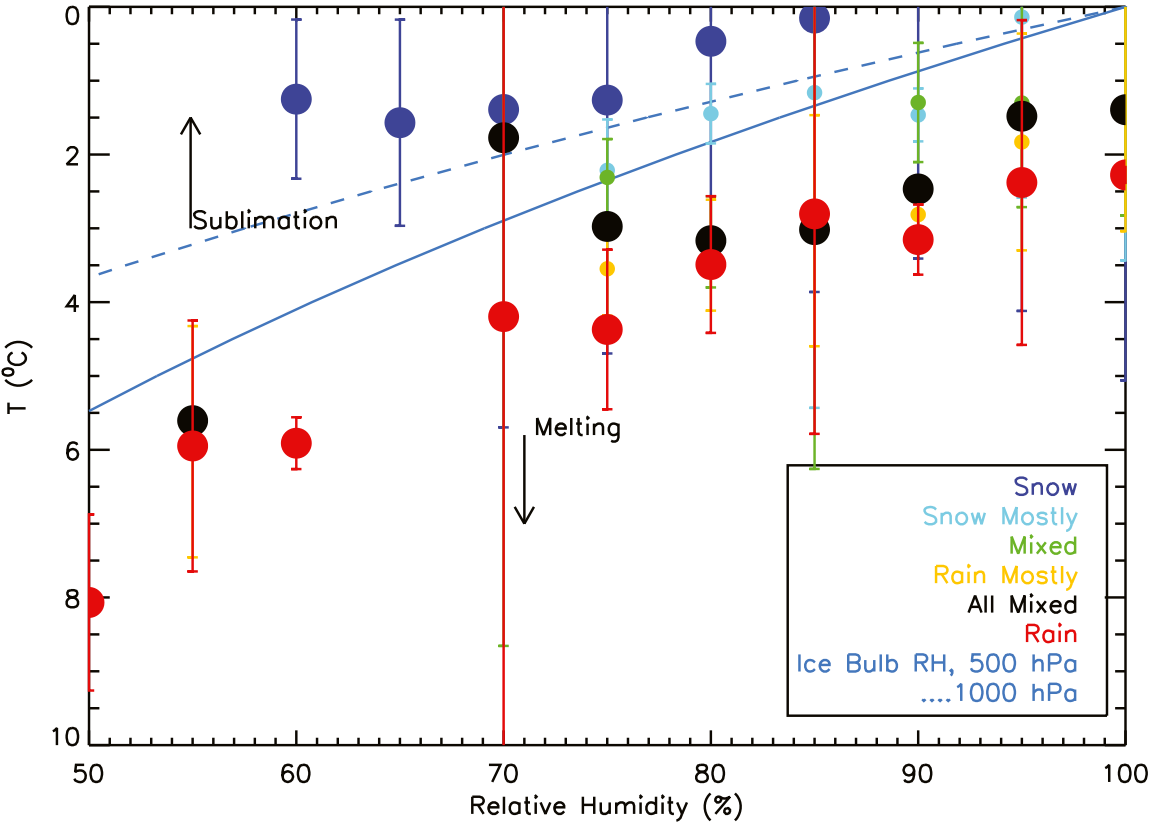 0
2
4
6
8
10
T (⁰C)
Sublimation
Melting
Snow
Snow Mostly
Mixed
Rain Mostly
All Mixed
Rain
Ice Bulb RH, 500 hPa
....1000 hPa
50 60 70 80 90 100
Relative Humidity (%)